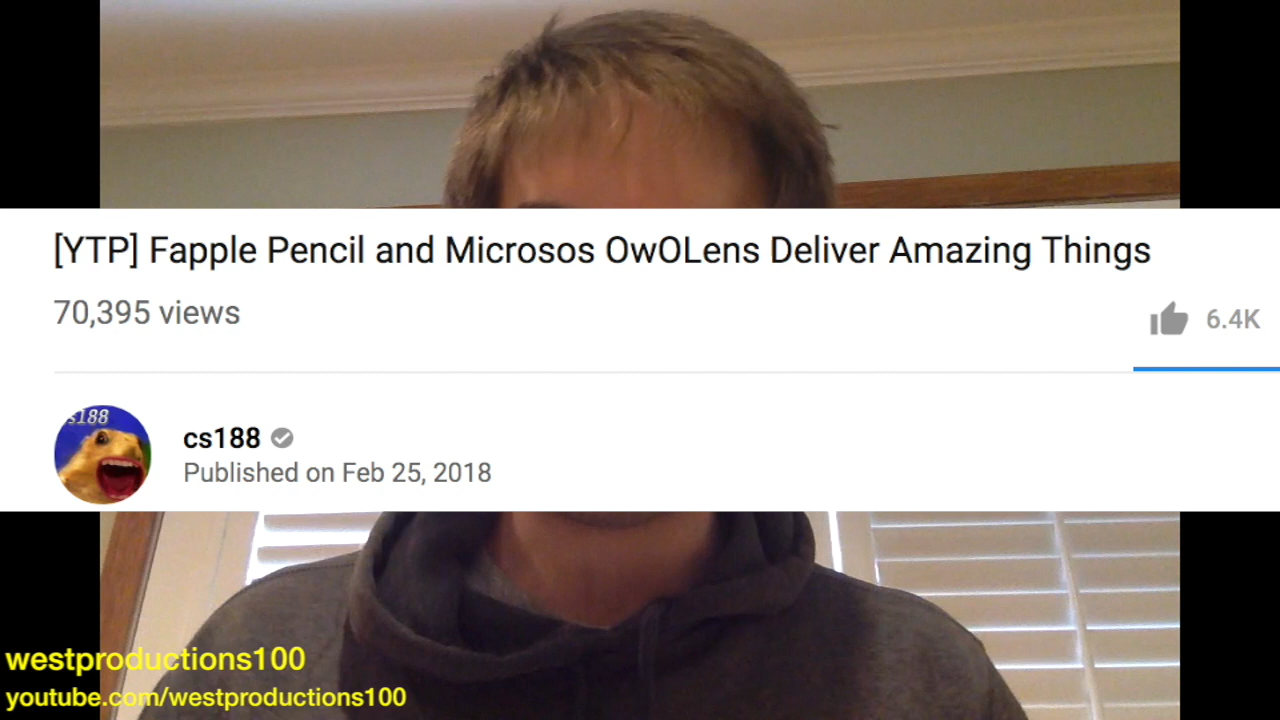 [YTP] Fapple Pencil and Microsos OwOLens Deliver Amazing Things
70,395 views
6.4K
s188
cs188
Published on Feb 25, 2018
westproductions100
youtube.com/westproductions100